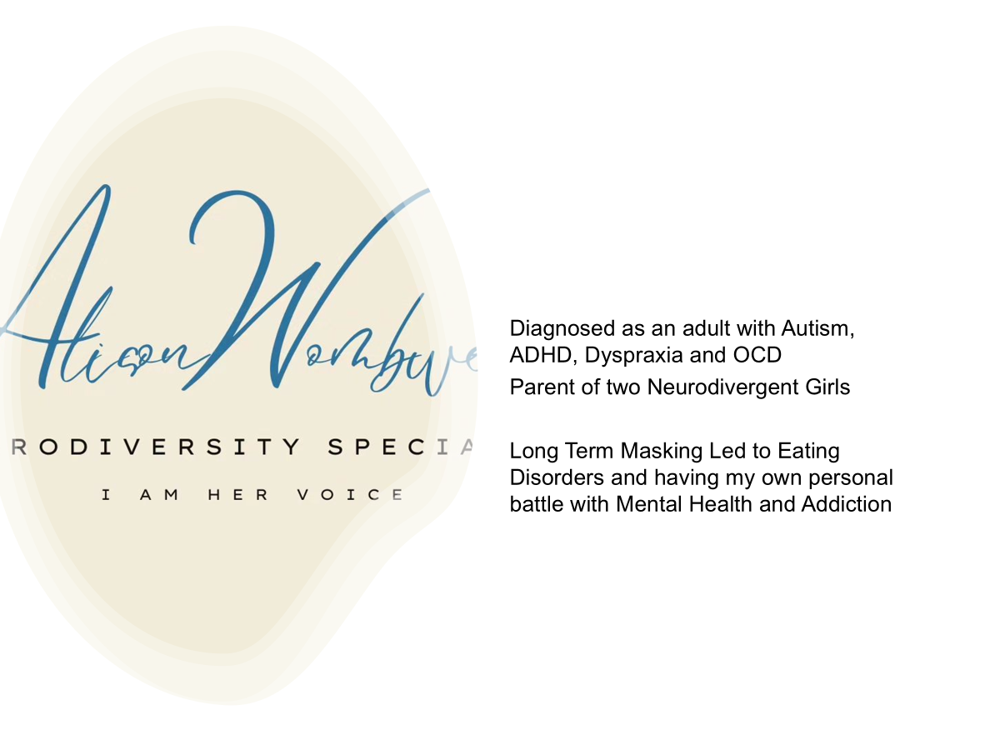 Alison Wombwe
RODIVERSITY SPECIA
I AM HER VOICE
Diagnosed as an adult with Autism,
ADHD, Dyspraxia and OCD
Parent of two Neurodivergent Girls
Long Term Masking Led to Eating
Disorders and having my own personal
battle with Mental Health and Addiction